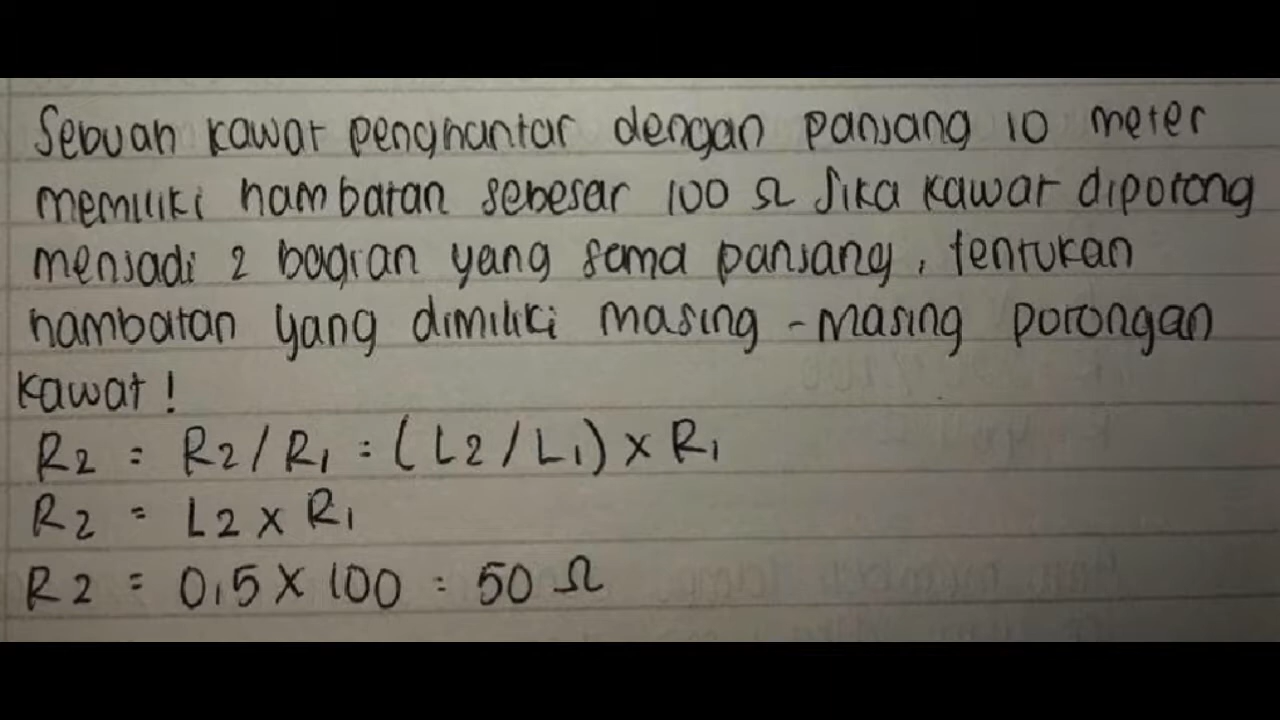 Sebuah kawat penghantar dengan panjang 10 meter
memiliki hambatan sebesar 100 Ω Jika kawat dipotong
menjadi 2 bagian yang sama panjang, tentukan
hambatan yang dimiliki masing-masing potongan
kawat!
R2 = R2/R1 = (L2/L1) x R1
R2 = L2 x R1
R2 = 0,5 x 100 = 50 Ω